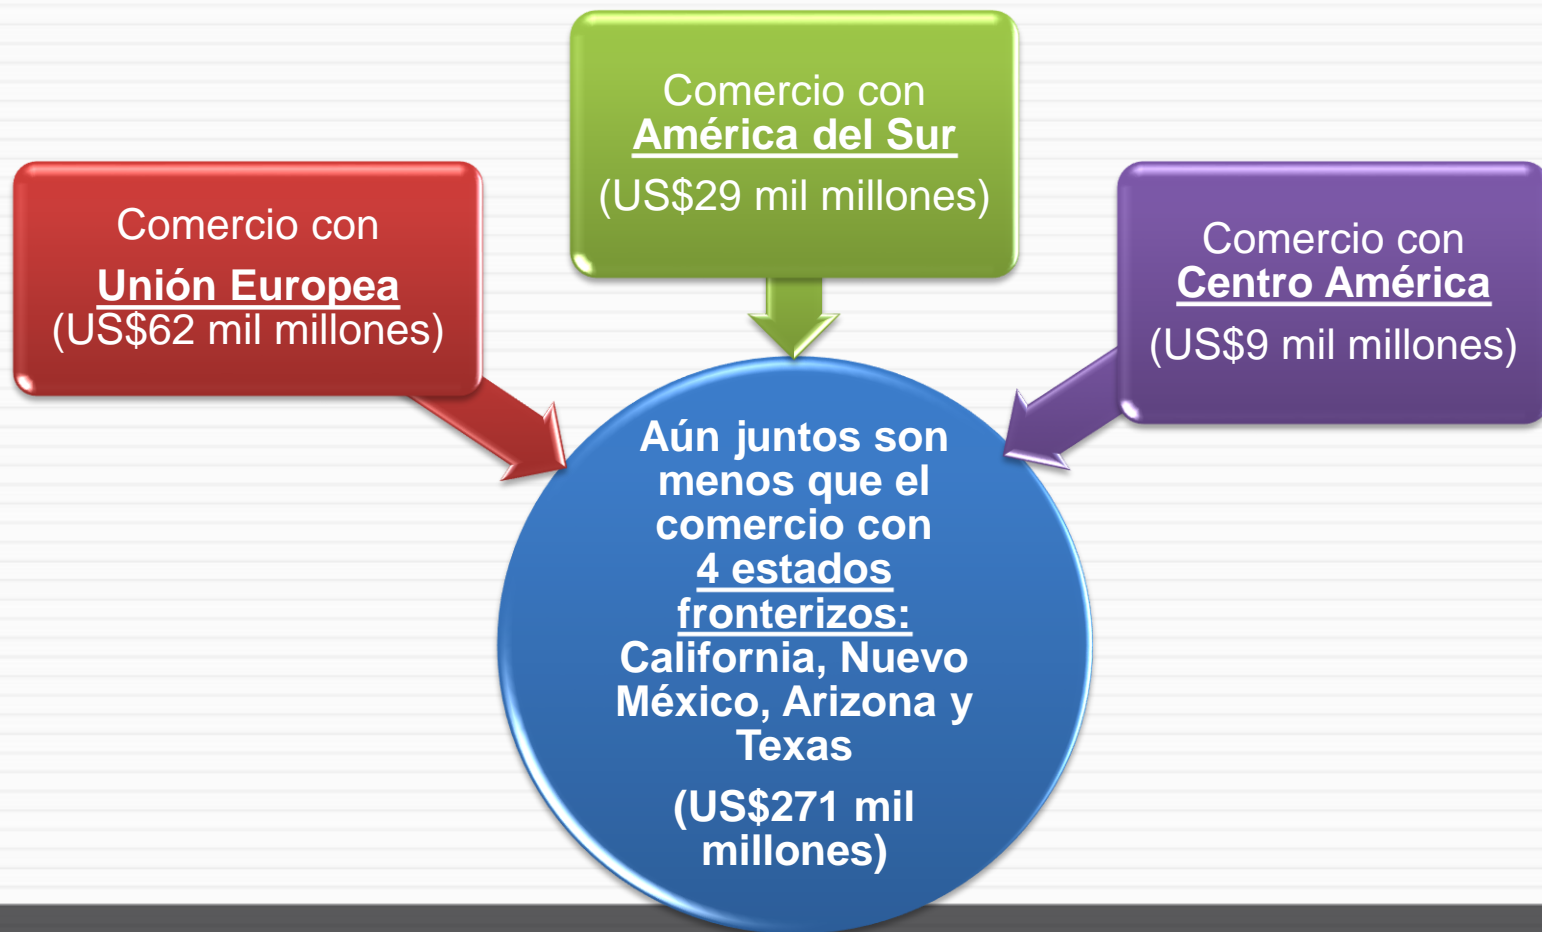 Comercio con
América del Sur
(US$29 mil millones)
Comercio con
Unión Europea
(US$62 mil millones)
Comercio con
Centro América
(US$9 mil millones)
Aún juntos son
menos que el
comercio con
4 estados
fronterizos:
California, Nuevo
México, Arizona y
Texas
(US$271 mil
millones)